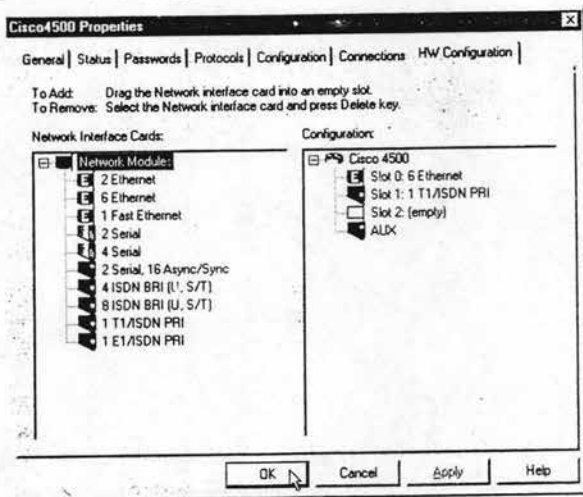 Cisco4500 Properties
General Status Passwords Protocols Configuration Connections HW Configuration
To Add: Drag the Network interface card into an empty slot.
To Remove: Select the Network interface card and press Delete key.
Network Interface Cards:
Network Module:
2 Ethernet
6 Ethernet
1 Fast Ethernet
2 Serial
4 Serial
2 Serial, 16 Async/Sync
4 ISDN BRI (U, S/T)
8 ISDN BRI (U, S/T)
1 T1/ISDN PRI
1 E1/ISDN PRI
Configuration:
Cisco 4500
Slot 0: 6 Ethernet
Slot 1: 1 T1/ISDN PRI
Slot 2: (empty)
AUX
OK Cancel Apply Help